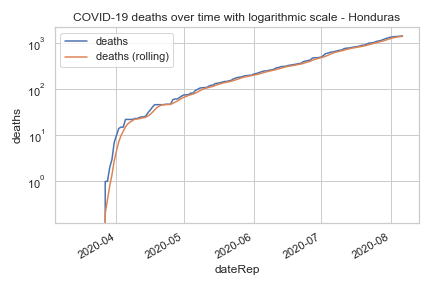 COVID-19 deaths over time with logarithmic scale - Honduras
deaths
deaths (rolling)
10³
10²
10¹
10⁰
deaths
2020-04
2020-05
2020-06
2020-07
2020-08
dateRep